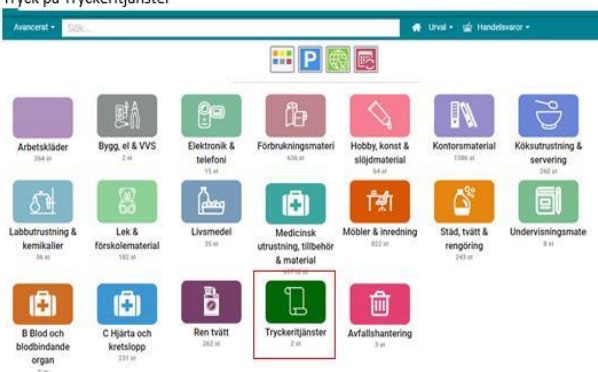 Tryck på Tryckeritjänster
Avancerat
Sök...
Urval
Handelsvaror
P
Arbetskläder
264 st
Bygg, el & VVS
2 st
Elektronik &
telefoni
15 st
Förbrukningsmateri
636 st
Hobby, konst &
slöjdmaterial
64 st
Kontorsmaterial
1386 st
Köksutrustning &
servering
260 st
Labbutrustning &
kemikalier
36 st
Lek &
förskolematerial
182 st
Livsmedel
35 st
Medicinsk
utrustning, tillbehör
& material
Möbler & inredning
822 st
Städ, tvätt &
rengöring
243 st
Undervisningsmate
8 st
B Blod och
blodbindande
organ
C Hjärta och
kretslopp
231 st
Ren tvätt
262 st
Tryckeritjänster
2 st
Avfallshantering
3 st